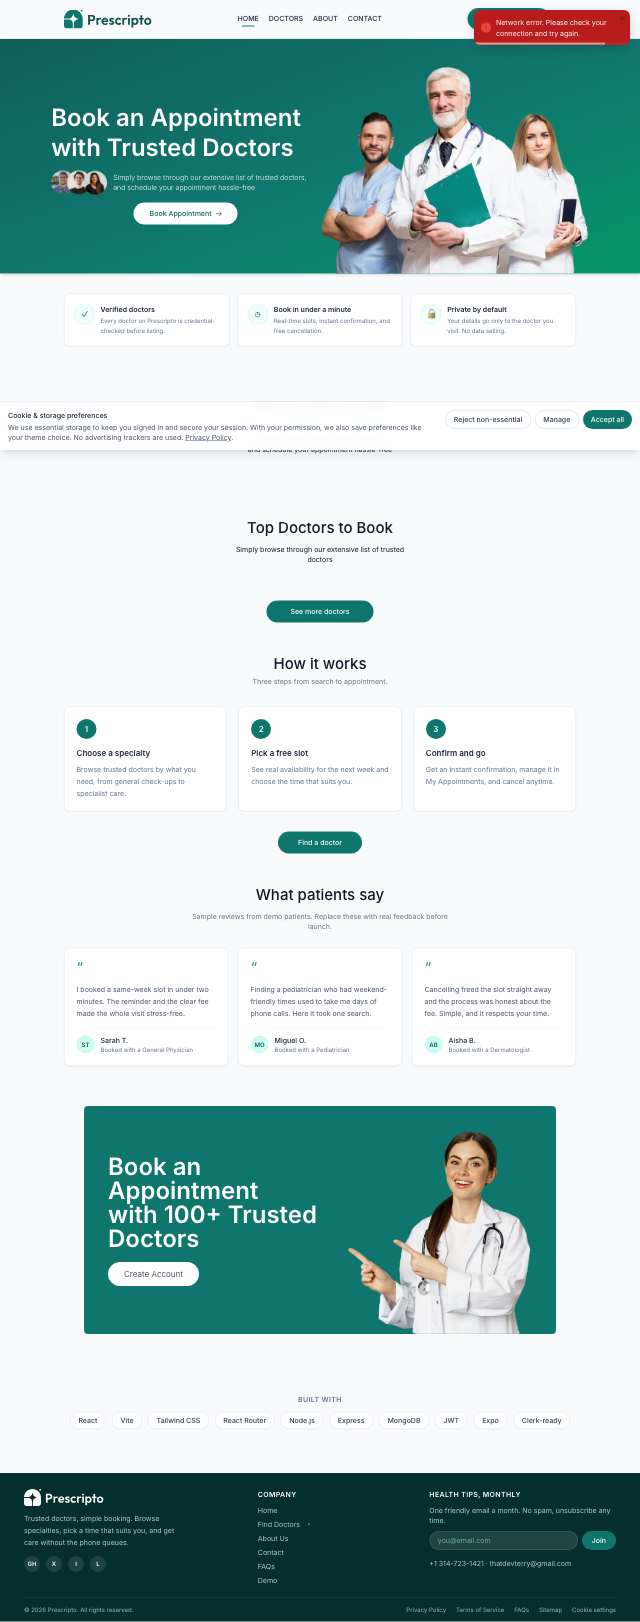 Prescripto
HOME DOCTORS ABOUT CONTACT
Network error. Please check your
connection and try again.
Book an Appointment
with Trusted Doctors
Simply browse through our extensive list of trusted doctors,
and schedule your appointment hassle-free
Book Appointment →
Verified doctors
Every doctor on Prescripto is credential-
checked before listing.
Book in under a minute
Real-time slots, instant confirmation, and
free cancellation.
Private by default
Your details go only to the doctor you
visit. No data selling.
Cookie & storage preferences
We use essential storage to keep you signed in and secure your session. With your permission, we also save preferences like
your theme choice. No advertising trackers are used. Privacy Policy.
Reject non-essential
Manage
Accept all
and schedule your appointment hassle-free
Top Doctors to Book
Simply browse through our extensive list of trusted
doctors
See more doctors
How it works
Three steps from search to appointment.
1
Choose a specialty
Browse trusted doctors by what you
need, from general check-ups to
specialist care.
2
Pick a free slot
See real availability for the next week and
choose the time that suits you.
3
Confirm and go
Get an instant confirmation, manage it in
My Appointments, and cancel anytime.
Find a doctor
What patients say
Sample reviews from demo patients. Replace these with real feedback before
launch.
“
I booked a same-week slot in under two
minutes. The reminder and the clear fee
made the whole visit stress-free.
ST
Sarah T.
Booked with a General Physician
“
Finding a pediatrician who had weekend-
friendly times used to take me days of
phone calls. Here it took one search.
MO
Miguel O.
Booked with a Pediatrician
“
Cancelling freed the slot straight away
and the process was honest about the
fee. Simple, and it respects your time.
AB
Aisha B.
Booked with a Dermatologist
Book an
Appointment
with 100+ Trusted
Doctors
Create Account
BUILT WITH
React Vite Tailwind CSS React Router Node.js Express MongoDB JWT Expo Clerk-ready
Prescripto
Trusted doctors, simple booking. Browse
specialties, pick a time that suits you, and get
care without the phone queues.
GH X I L
COMPANY
Home
Find Doctors
About Us
Contact
FAQs
Demo
HEALTH TIPS, MONTHLY
One friendly email a month. No spam, unsubscribe any
time.
you@email.com
Join
+1 314-723-1421 · thatdevterry@gmail.com
© 2026 Prescripto. All rights reserved.
Privacy Policy Terms of Service FAQs Sitemap Cookie settings